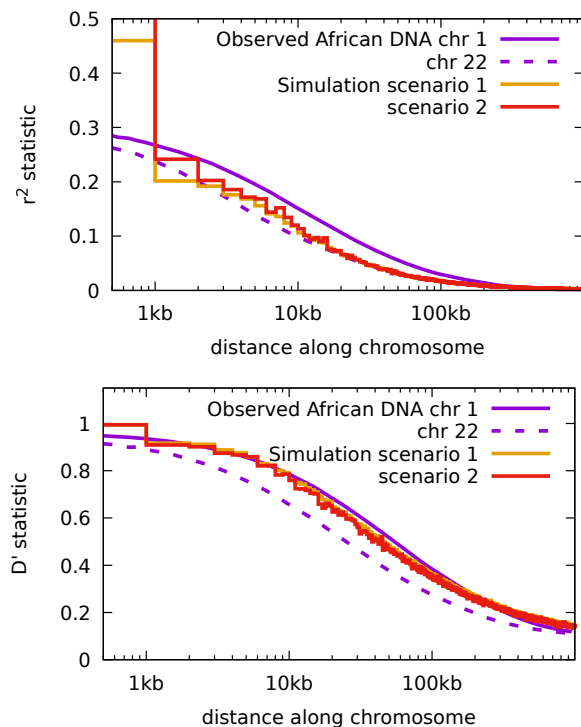 0.5
0.4
0.3
0.2
0.1
0
r2 statistic
Observed African DNA chr 1
chr 22
Simulation scenario 1
scenario 2
1kb 10kb 100kb
distance along chromosome
1
0.8
0.6
0.4
0.2
0
D' statistic
Observed African DNA chr 1
chr 22
Simulation scenario 1
scenario 2
1kb 10kb 100kb
distance along chromosome